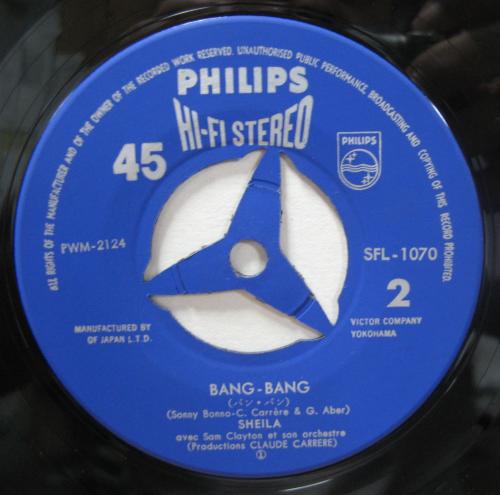 ALL RIGHTS OF THE MANUFACTURER AND OF THE OWNER OF THE RECORDED WORK RESERVED. UNAUTHORISED PUBLIC PERFORMANCE, BROADCASTING AND COPYING OF THIS RECORD PROHIBITED.
PHILIPS
HI-FI STEREO
45
PHILIPS
PWM-2124
SFL-1070
2
MANUFACTURED BY
OF JAPAN L.T.D.
VICTOR COMPANY
YOKOHAMA
BANG-BANG
(バン・バン)
(Sonny Bonno-C. Carrère & G. Aber)
SHEILA
avec Sam Clayton et son orchestre
(Productions CLAUDE CARRERE)
①